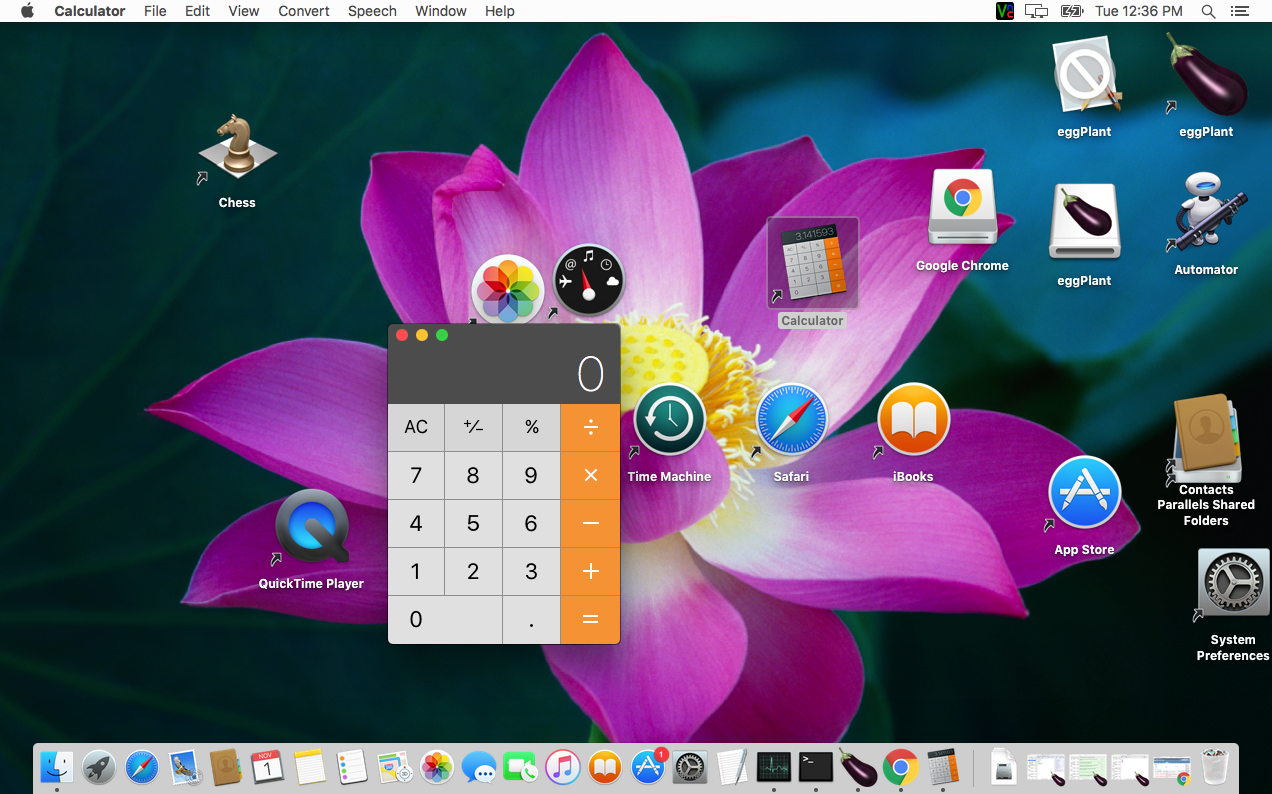 Calculator File Edit View Convert Speech Window Help Tue 12:36 PM
eggPlant
eggPlant
Chess
Google Chrome
eggPlant
Automator
3.141593
Calculator
0
AC +/− % ÷
7 8 9 ×
4 5 6 −
1 2 3 +
0 . =
Time Machine
Safari
iBooks
Contacts
Parallels Shared
Folders
App Store
QuickTime Player
System
Preferences
NOV
1
1